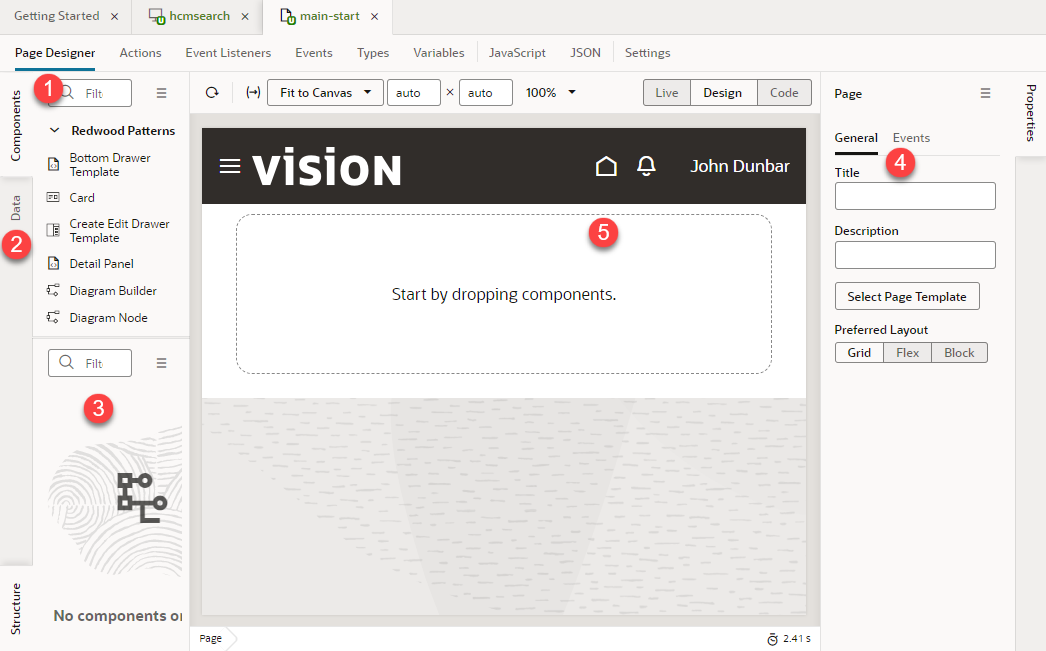 Getting Started × hcmsearch × main-start ×
Page Designer Actions Event Listeners Events Types Variables JavaScript JSON Settings
Components
Data
Structure
1
Filt
Redwood Patterns
Bottom Drawer
Template
Card
Create Edit Drawer
Template
Detail Panel
Diagram Builder
Diagram Node
2
Filt
3
No components or
Fit to Canvas auto × auto 100% Live Design Code
vision John Dunbar
5
Start by dropping components.
Page 2.41 s
Page
General Events
4
Title
Description
Select Page Template
Preferred Layout
Grid Flex Block
Properties